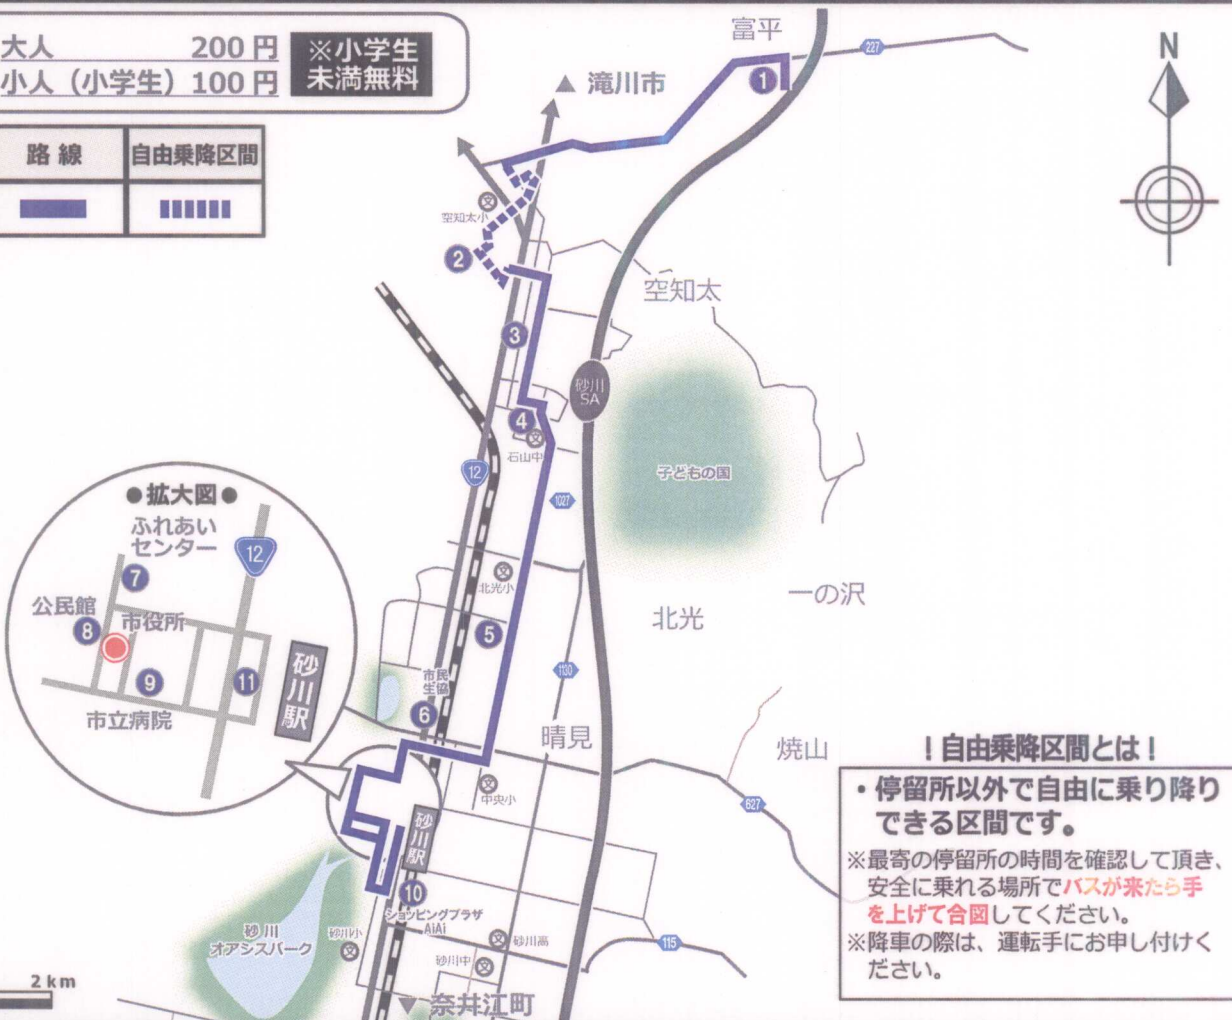 大人 200円
小人（小学生）100円
※小学生
未満無料
路線
自由乗降区間
富平
227
1
N
滝川市
空知太小
2
空知太
3
砂川
SA
4
石山中
12
1027
子どもの国
●拡大図●
ふれあい
センター
12
7
公民館
市役所
8
9
11
市立病院
砂川駅
北光小
5
北光
一の沢
1130
市民
生協
6
晴見
焼山
中央小
627
砂川駅
10
ショッピングプラザ
AiAi
砂川
オアシスパーク
砂川小
砂川高
砂川中
115
2km
奈井江町
！自由乗降区間とは！
・停留所以外で自由に乗り降り
できる区間です。
※最寄の停留所の時間を確認して頂き、
安全に乗れる場所でバスが来たら手
を上げて合図してください。
※降車の際は、運転手にお申し付けく
ださい。